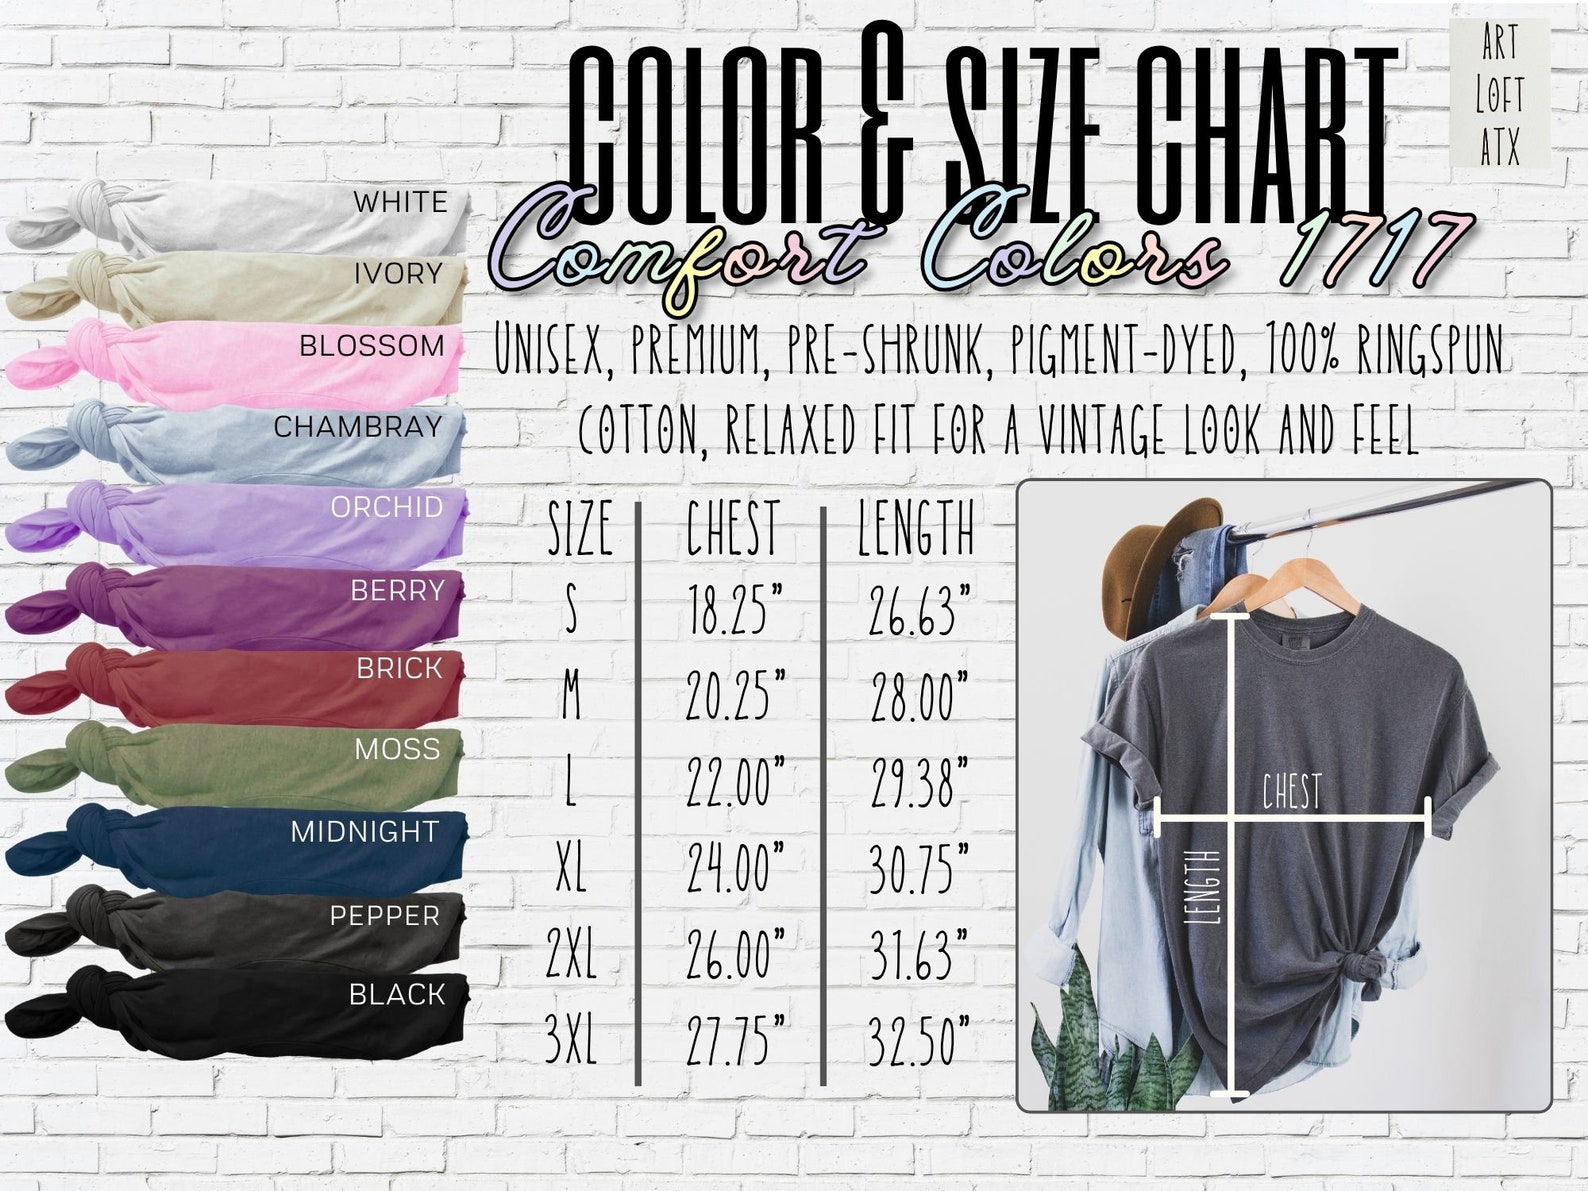 COLOR & SIZE CHART
Comfort Colors 1717
ART
LOFT
ATX
UNISEX, PREMIUM, PRE-SHRUNK, PIGMENT-DYED, 100% RINGSPUN
COTTON, RELAXED FIT FOR A VINTAGE LOOK AND FEEL
WHITE
IVORY
BLOSSOM
CHAMBRAY
ORCHID
BERRY
BRICK
MOSS
MIDNIGHT
PEPPER
BLACK
SIZE CHEST LENGTH
S 18.25” 26.63”
M 20.25” 28.00”
L 22.00” 29.38”
XL 24.00” 30.75”
2XL 26.00” 31.63”
3XL 27.75” 32.50”
CHEST
LENGTH